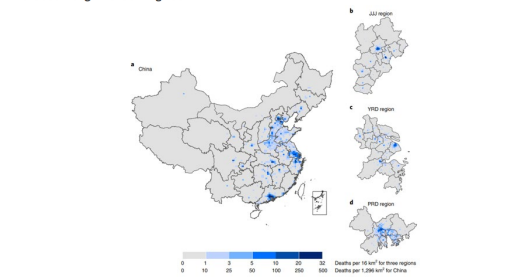 b
JJJ region
a
China
c
YRD region
d
PRD region
0 1 3 5 10 20 32 Deaths per 16 km² for three regions
0 10 25 50 100 250 500 Deaths per 1,296 km² for China